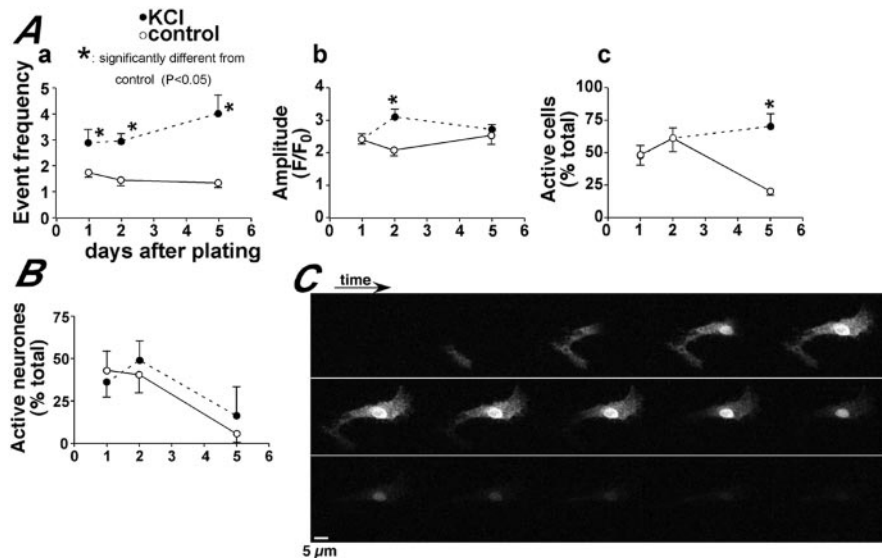 ●KCl
○control
A
*: significantly different from
control (P<0.05)
a
Event frequency
5
4
3
2
1
0
* * *
0 1 2 3 4 5 6
days after plating
b
Amplitude
(F/F0)
4
3
2
1
0
*
0 1 2 3 4 5 6
c
Active cells
(% total)
100
75
50
25
0
*
0 1 2 3 4 5 6
B
Active neurones
(% total)
75
50
25
0
0 1 2 3 4 5 6
C
time
5 µm